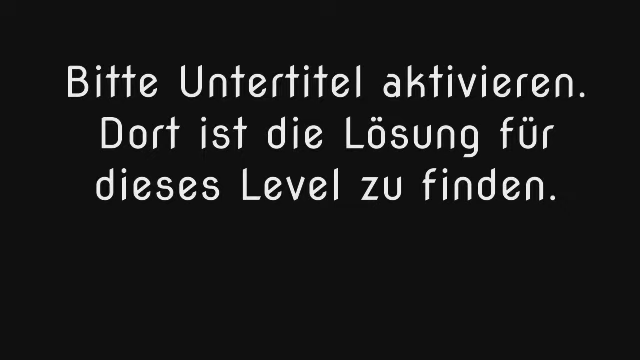 Bitte Untertitel aktivieren.
Dort ist die Lösung für
dieses Level zu finden.